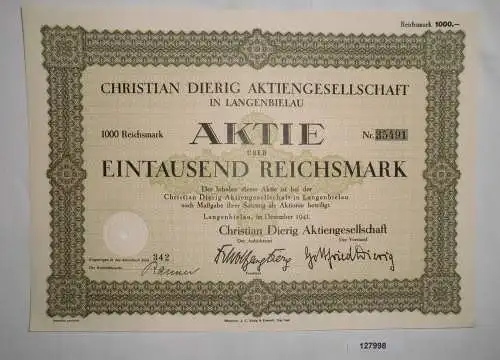 Reichsmark 1000.—
CHRISTIAN DIERIG AKTIENGESELLSCHAFT
IN LANGENBIELAU
1000 Reichsmark AKTIE Nr. 35491
ÜBER
EINTAUSEND REICHSMARK
Der Inhaber dieser Aktie ist bei der
Christian Dierig Aktiengesellschaft in Langenbielau
nach Maßgabe ihrer Satzung als Aktionär beteiligt
Langenbielau, im Dezember 1941
Christian Dierig Aktiengesellschaft
Der Aufsichtsrat Der Vorstand
342
Gottfried Dierig
127998